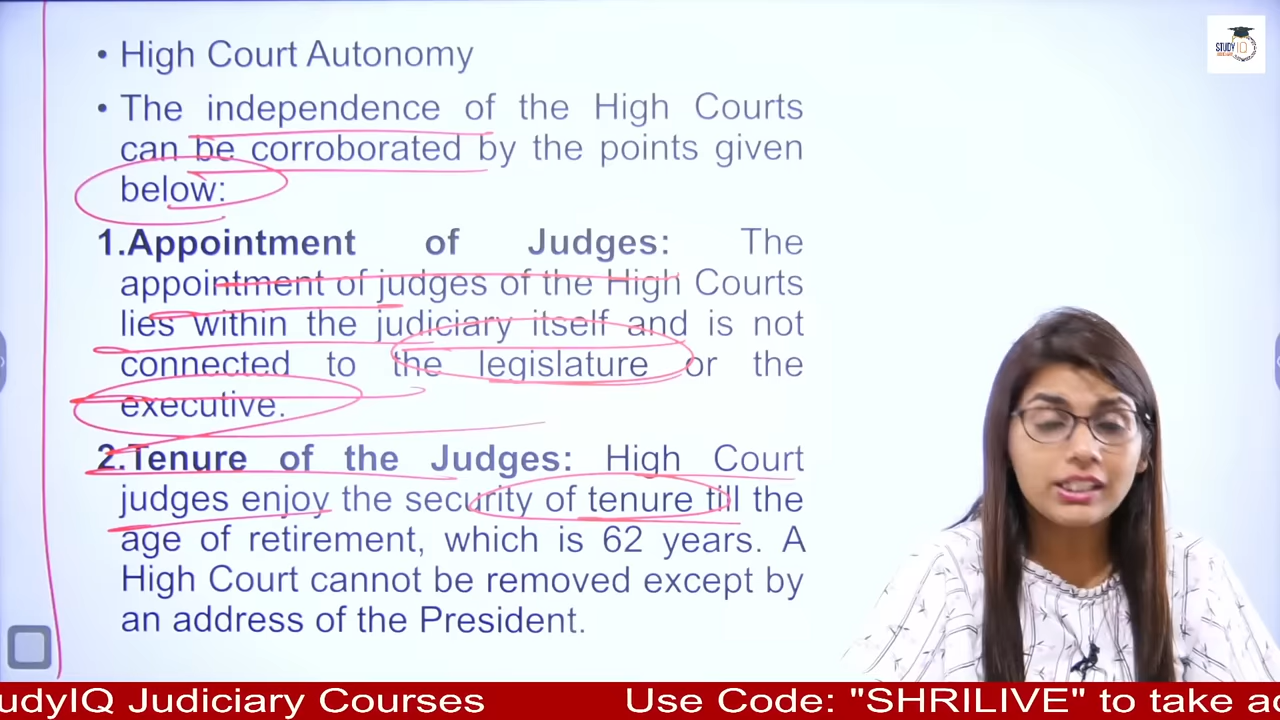 STUDY IQ
• High Court Autonomy
• The independence of the High Courts
can be corroborated by the points given
below:
1.Appointment of Judges: The
appointment of judges of the High Courts
lies within the judiciary itself and is not
connected to the legislature or the
executive.
2.Tenure of the Judges: High Court
judges enjoy the security of tenure till the
age of retirement, which is 62 years. A
High Court cannot be removed except by
an address of the President.
udyIQ Judiciary Courses Use Code: "SHRILIVE" to take ad